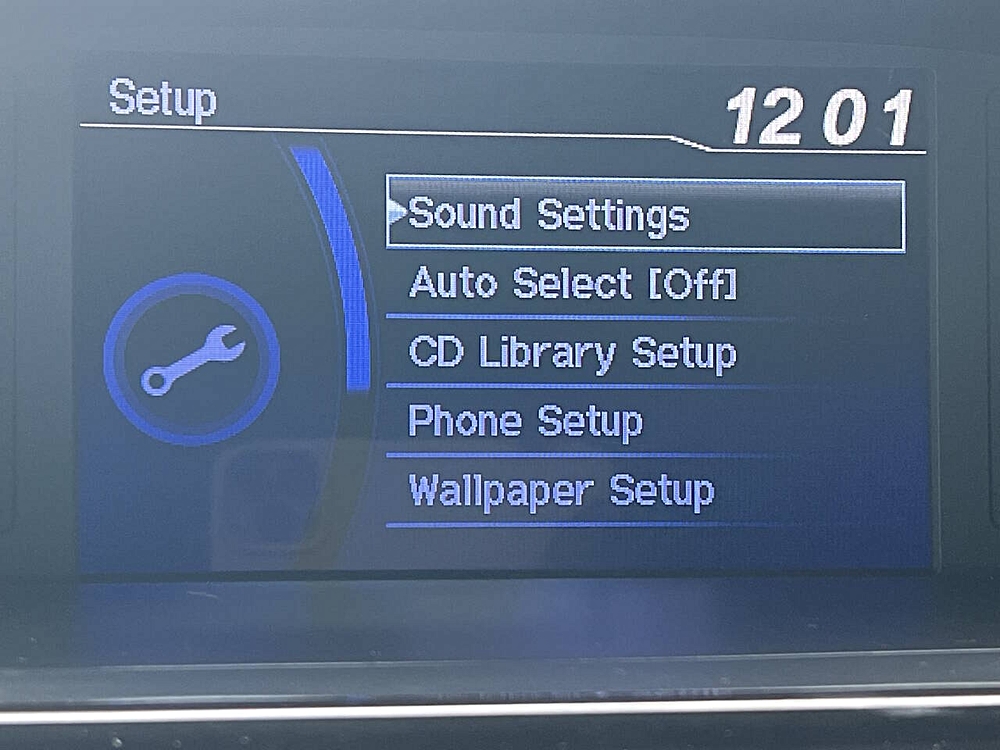 Setup
12 01
Sound Settings
Auto Select [Off]
CD Library Setup
Phone Setup
Wallpaper Setup